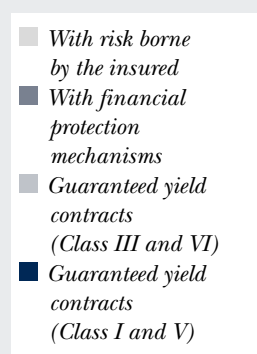 With risk borne
by the insured
With financial
protection
mechanisms
Guaranteed yield
contracts
(Class III and VI)
Guaranteed yield
contracts
(Class I and V)